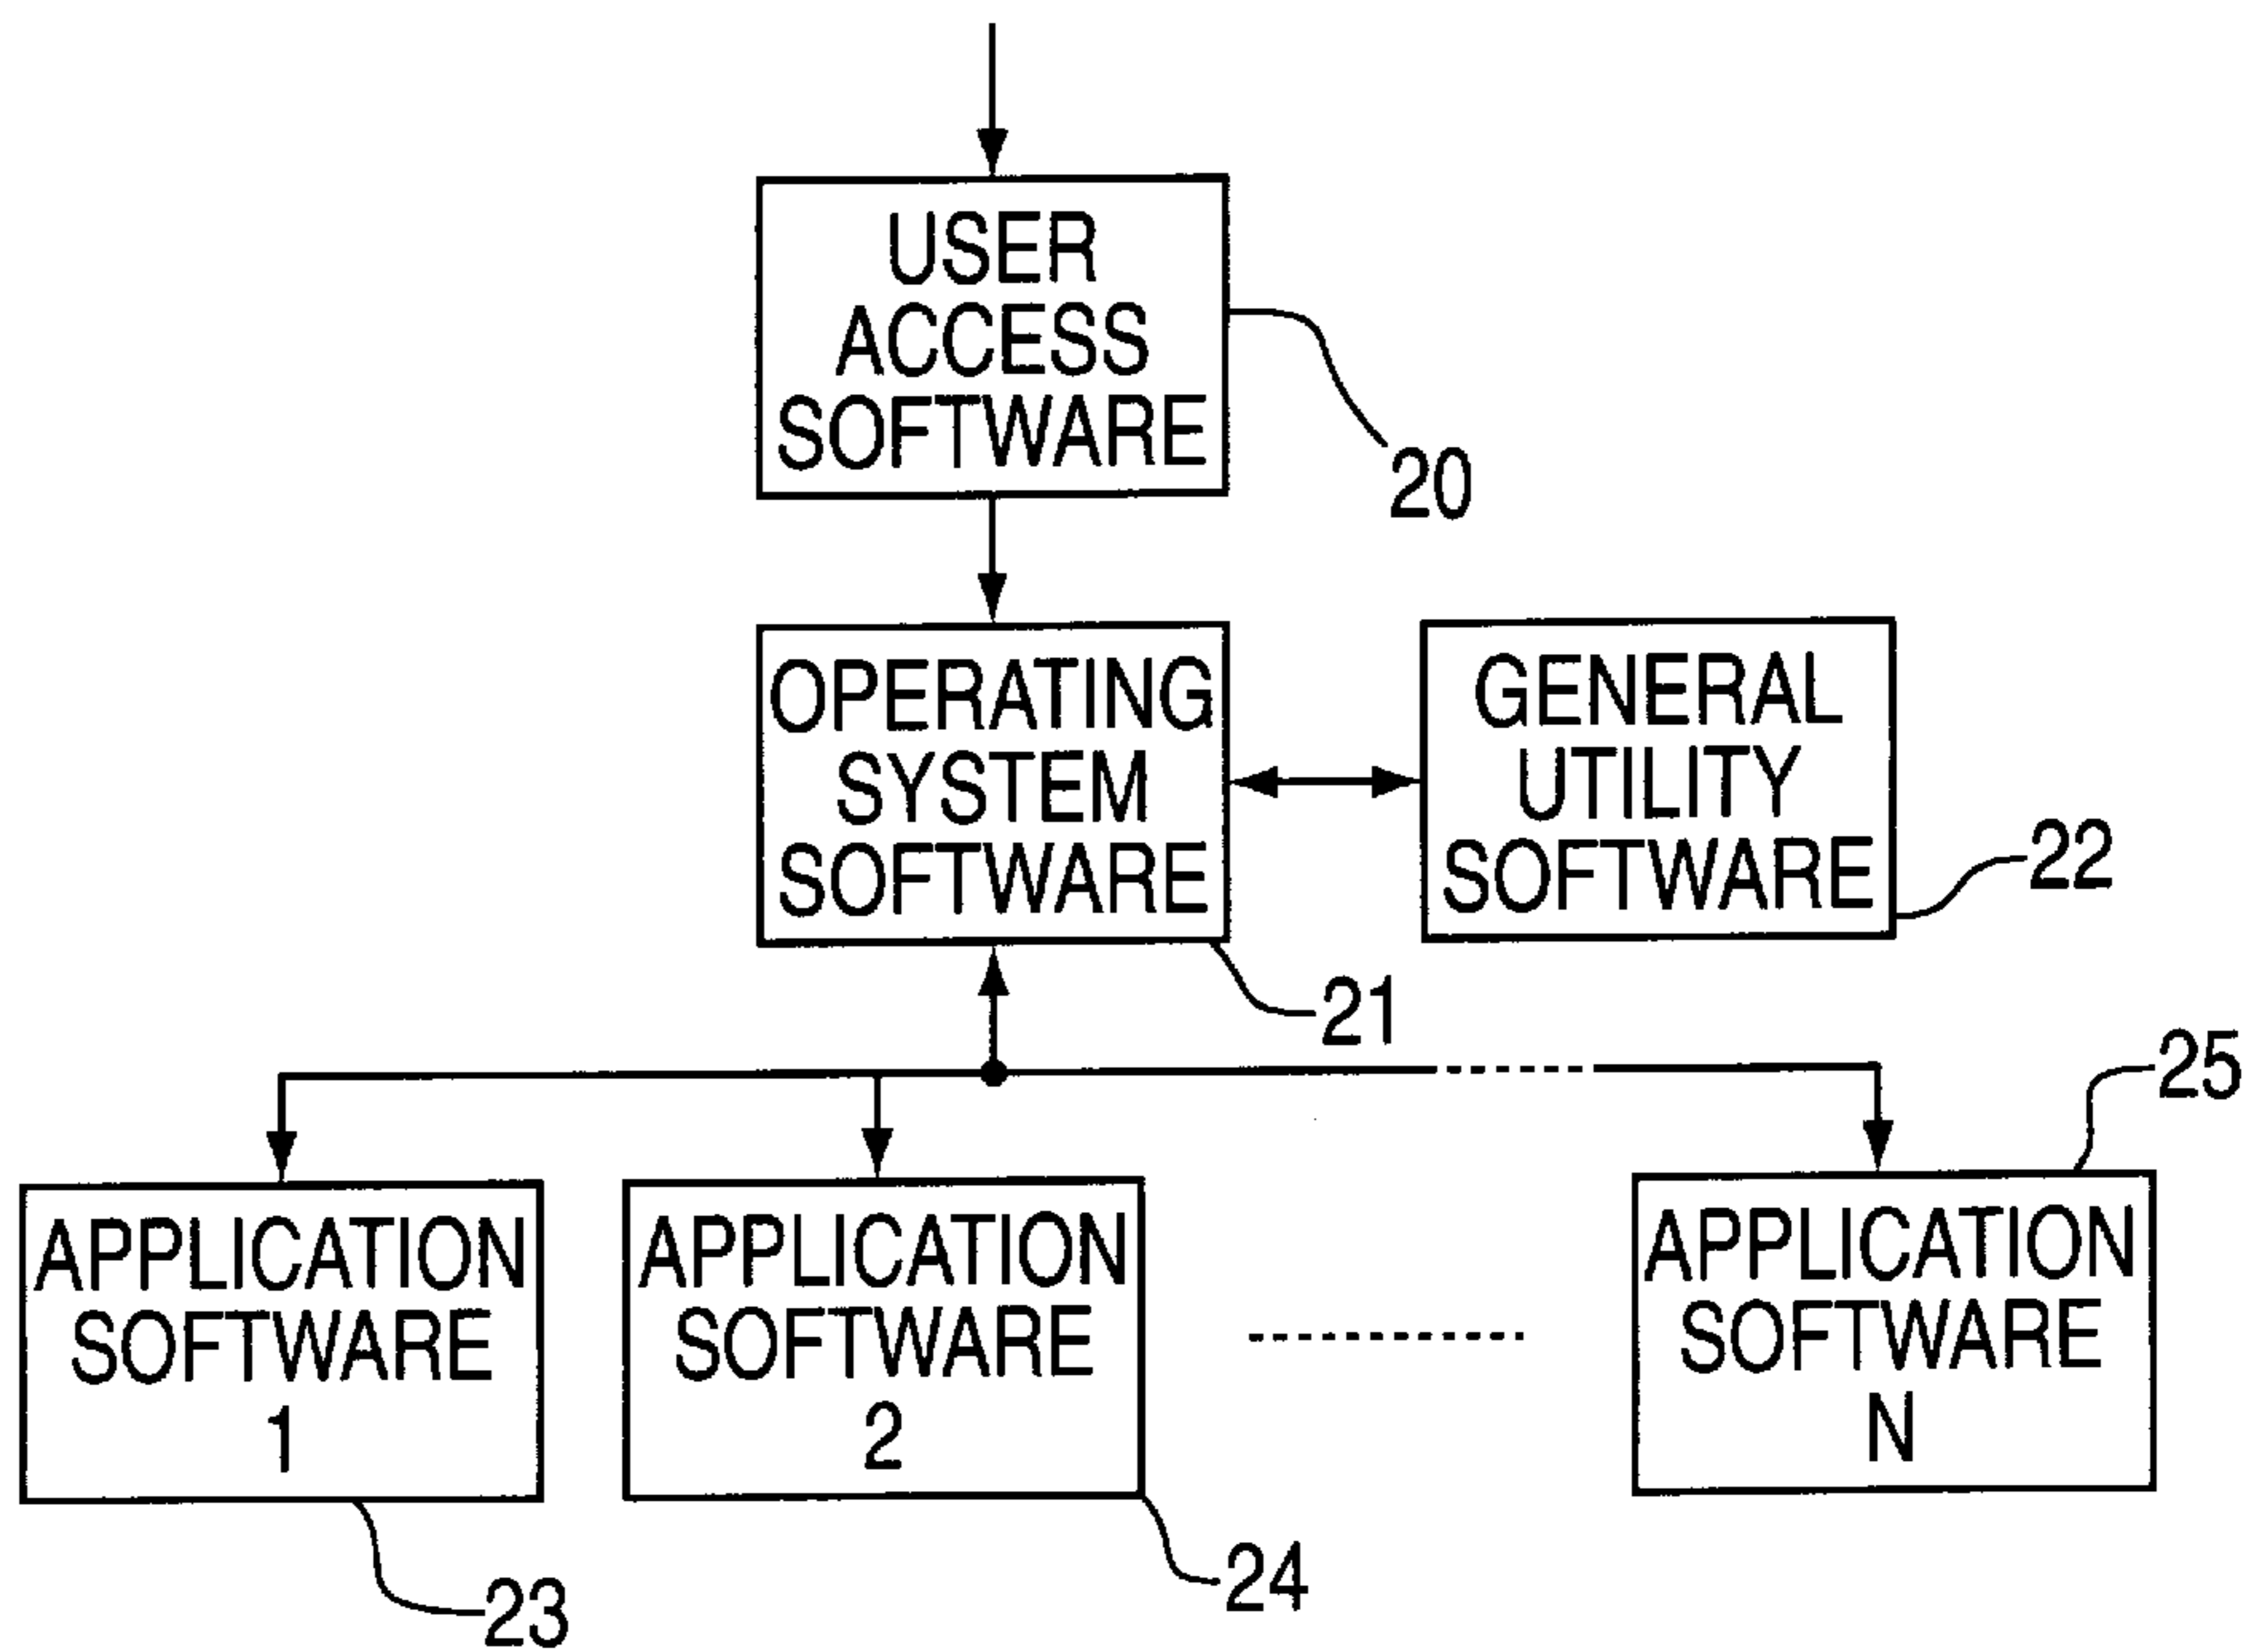 USER
ACCESS
SOFTWARE
20
OPERATING
SYSTEM
SOFTWARE
21
GENERAL
UTILITY
SOFTWARE
22
25
APPLICATION
SOFTWARE
1
23
APPLICATION
SOFTWARE
2
24
APPLICATION
SOFTWARE
N